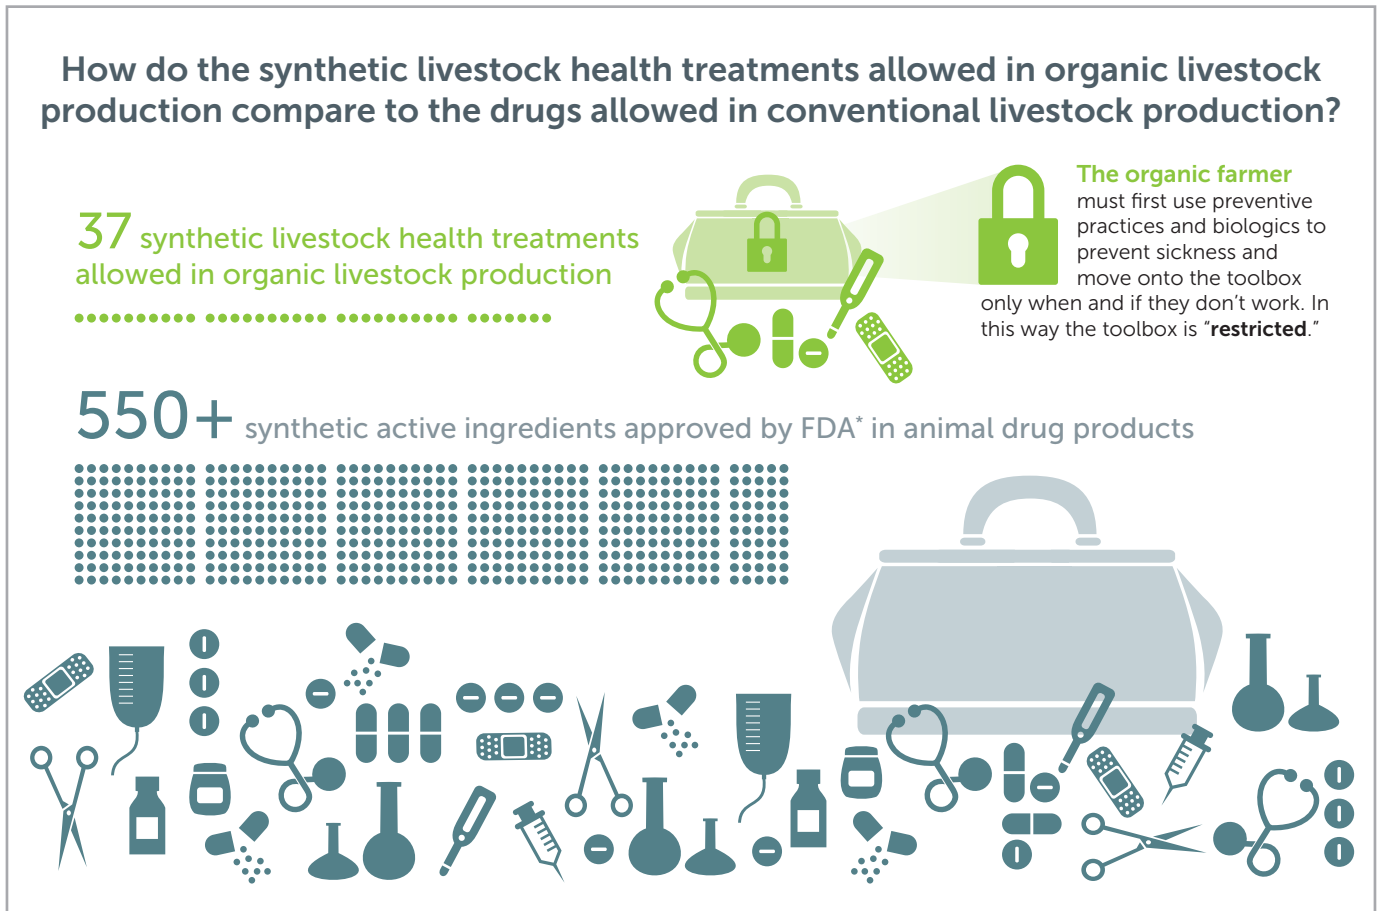 How do the synthetic livestock health treatments allowed in organic livestock
production compare to the drugs allowed in conventional livestock production?
37 synthetic livestock health treatments
allowed in organic livestock production
The organic farmer
must first use preventive
practices and biologics to
prevent sickness and
move onto the toolbox
only when and if they don’t work. In
this way the toolbox is “restricted.”
550+ synthetic active ingredients approved by FDA* in animal drug products